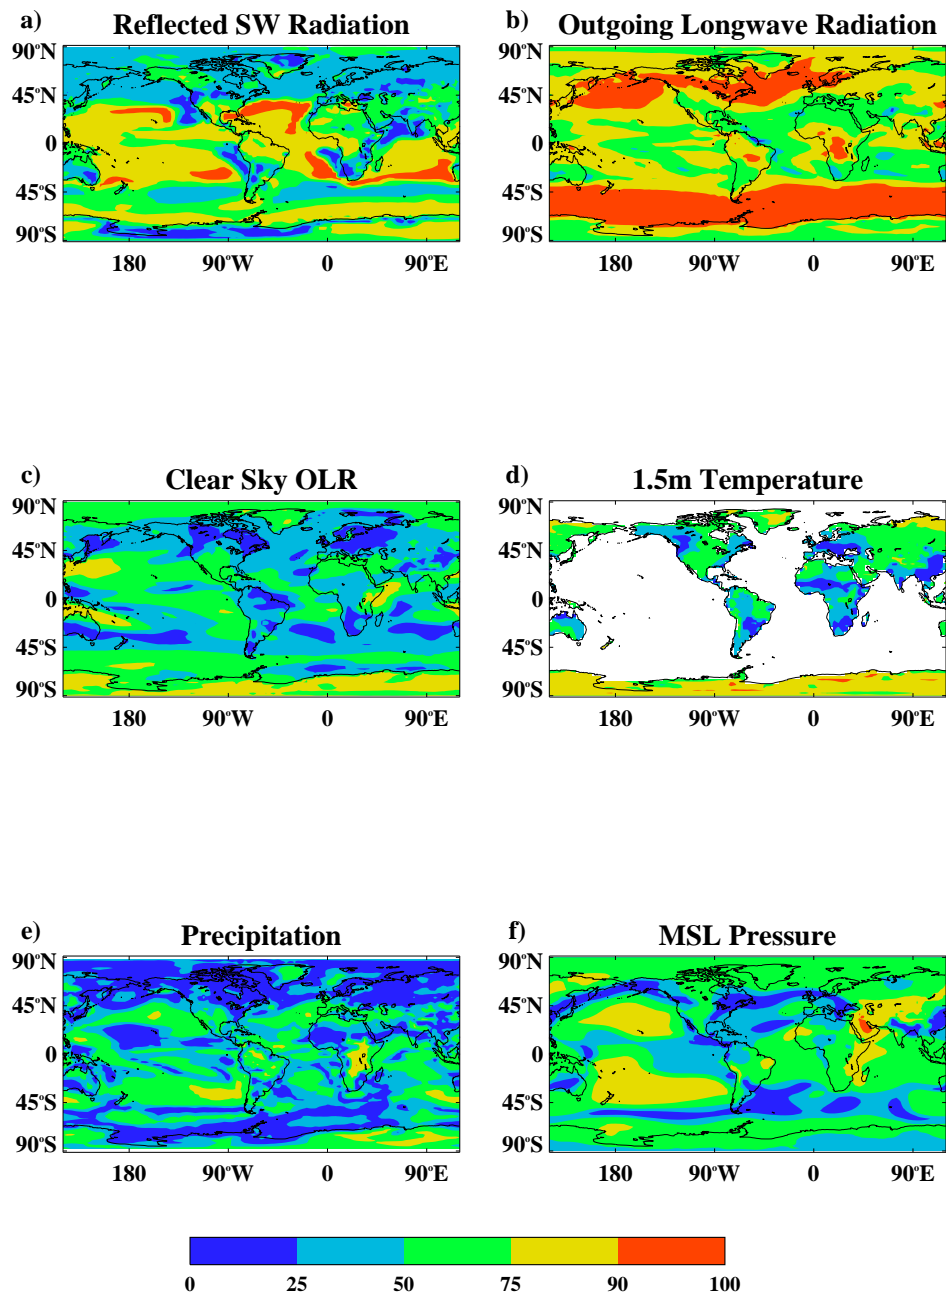 a) Reflected SW Radiation
90°N
45°N
0
45°S
90°S
180 90°W 0 90°E
b) Outgoing Longwave Radiation
90°N
45°N
0
45°S
90°S
180 90°W 0 90°E
c) Clear Sky OLR
90°N
45°N
0
45°S
90°S
180 90°W 0 90°E
d) 1.5m Temperature
90°N
45°N
0
45°S
90°S
180 90°W 0 90°E
e) Precipitation
90°N
45°N
0
45°S
90°S
180 90°W 0 90°E
f) MSL Pressure
90°N
45°N
0
45°S
90°S
180 90°W 0 90°E
0 25 50 75 90 100